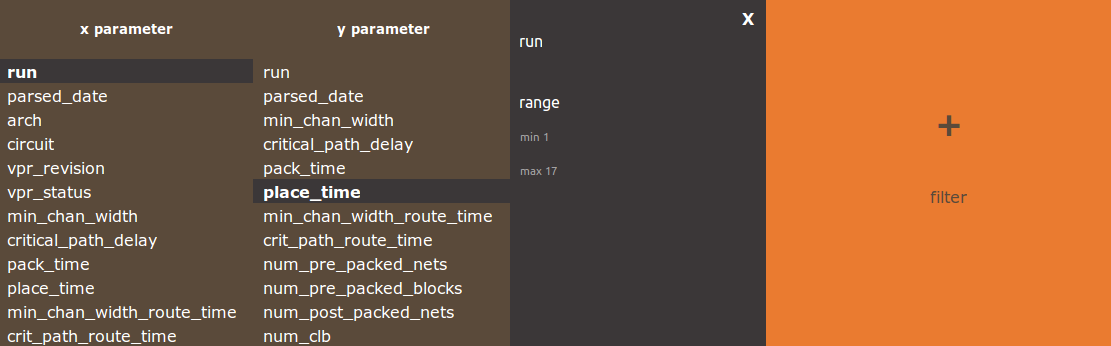 x parameter
run
parsed_date
arch
circuit
vpr_revision
vpr_status
min_chan_width
critical_path_delay
pack_time
place_time
min_chan_width_route_time
crit_path_route_time
y parameter
run
parsed_date
min_chan_width
critical_path_delay
pack_time
place_time
min_chan_width_route_time
crit_path_route_time
num_pre_packed_nets
num_pre_packed_blocks
num_post_packed_nets
num_clb
X
run
range
min 1
max 17
+
filter